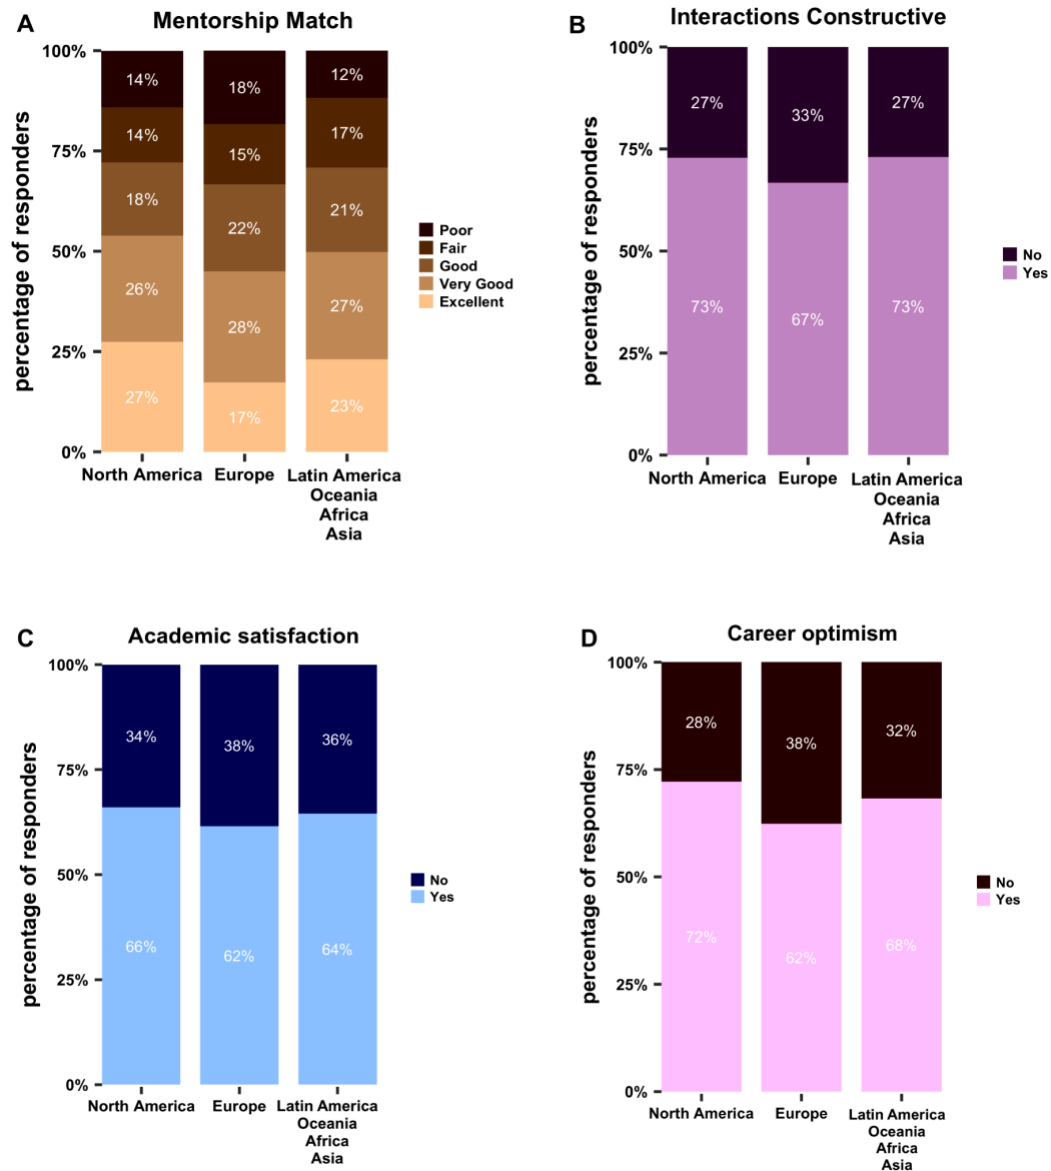 A
Mentorship Match
percentage of responders
100%
75%
50%
25%
0%
14%
14%
18%
26%
27%
18%
15%
22%
28%
17%
12%
17%
21%
27%
23%
North America
Europe
Latin America
Oceania
Africa
Asia
Poor
Fair
Good
Very Good
Excellent
B
Interactions Constructive
percentage of responders
100%
75%
50%
25%
0%
27%
73%
33%
67%
27%
73%
North America
Europe
Latin America
Oceania
Africa
Asia
No
Yes
C
Academic satisfaction
percentage of responders
100%
75%
50%
25%
0%
34%
66%
38%
62%
36%
64%
North America
Europe
Latin America
Oceania
Africa
Asia
No
Yes
D
Career optimism
percentage of responders
100%
75%
50%
25%
0%
28%
72%
38%
62%
32%
68%
North America
Europe
Latin America
Oceania
Africa
Asia
No
Yes